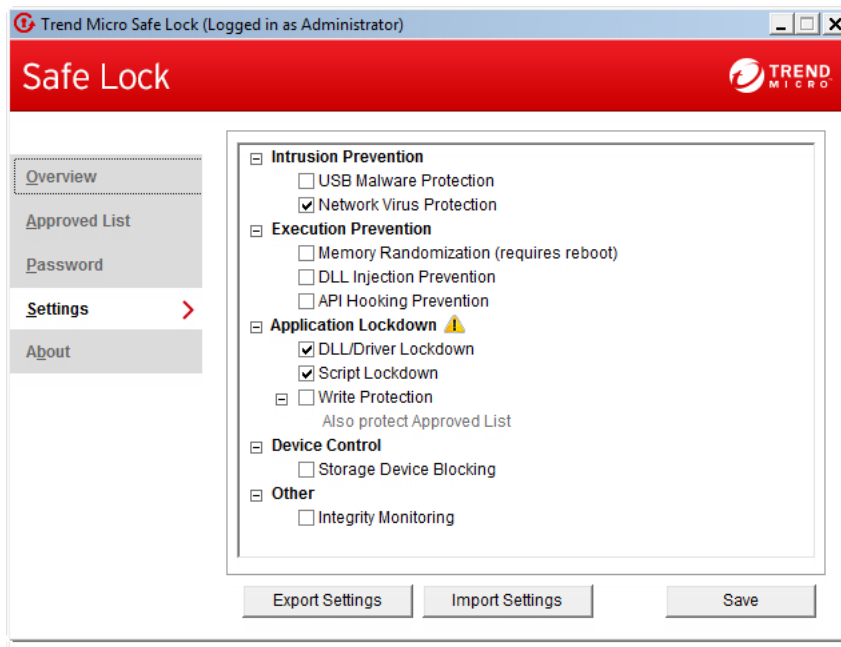 Trend Micro Safe Lock (Logged in as Administrator)
Safe Lock
TREND
MICRO
Overview
Approved List
Password
Settings
About
Intrusion Prevention
USB Malware Protection
Network Virus Protection
Execution Prevention
Memory Randomization (requires reboot)
DLL Injection Prevention
API Hooking Prevention
Application Lockdown
DLL/Driver Lockdown
Script Lockdown
Write Protection
Also protect Approved List
Device Control
Storage Device Blocking
Other
Integrity Monitoring
Export Settings
Import Settings
Save